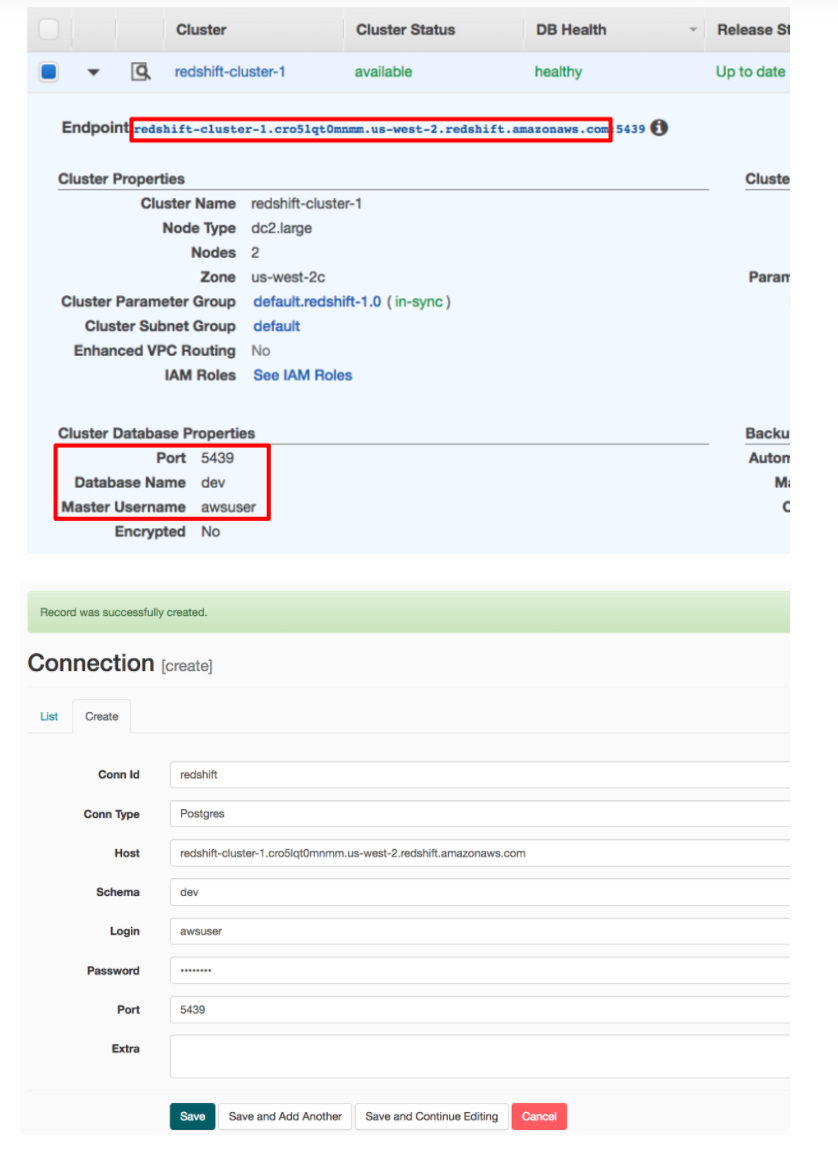 Cluster Cluster Status DB Health Release St
redshift-cluster-1 available healthy Up to date
Endpoint redshift-cluster-1.cro5lqt0mnmm.us-west-2.redshift.amazonaws.com:5439
Cluster Properties Cluste
Cluster Name redshift-cluster-1
Node Type dc2.large
Nodes 2
Zone us-west-2c Param
Cluster Parameter Group default.redshift-1.0 ( in-sync )
Cluster Subnet Group default
Enhanced VPC Routing No
IAM Roles See IAM Roles
Cluster Database Properties Backu
Port 5439 Autom
Database Name dev Ma
Master Username awsuser C
Encrypted No
Record was successfully created.
Connection [create]
List Create
Conn Id redshift
Conn Type Postgres
Host redshift-cluster-1.cro5lqt0mnmm.us-west-2.redshift.amazonaws.com
Schema dev
Login awsuser
Password ········
Port 5439
Extra
Save Save and Add Another Save and Continue Editing Cancel